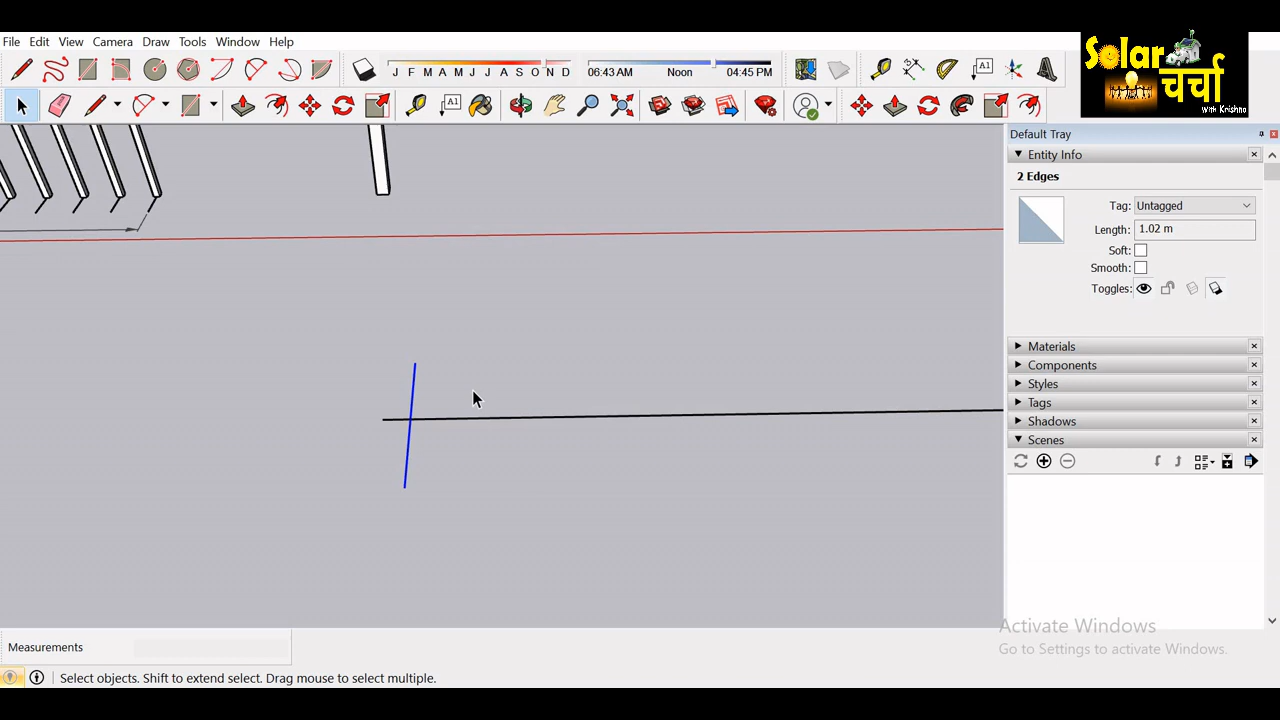 File Edit View Camera Draw Tools Window Help
Solar
चर्चा
With Krishna
J F M A M J J A S O N D
06:43 AM Noon 04:45 PM
A1
A1
Default Tray
Entity Info
2 Edges
Tag: Untagged
Length: 1.02 m
Soft:
Smooth:
Toggles:
Materials
Components
Styles
Tags
Shadows
Scenes
Activate Windows
Go to Settings to activate Windows.
Measurements
Select objects. Shift to extend select. Drag mouse to select multiple.